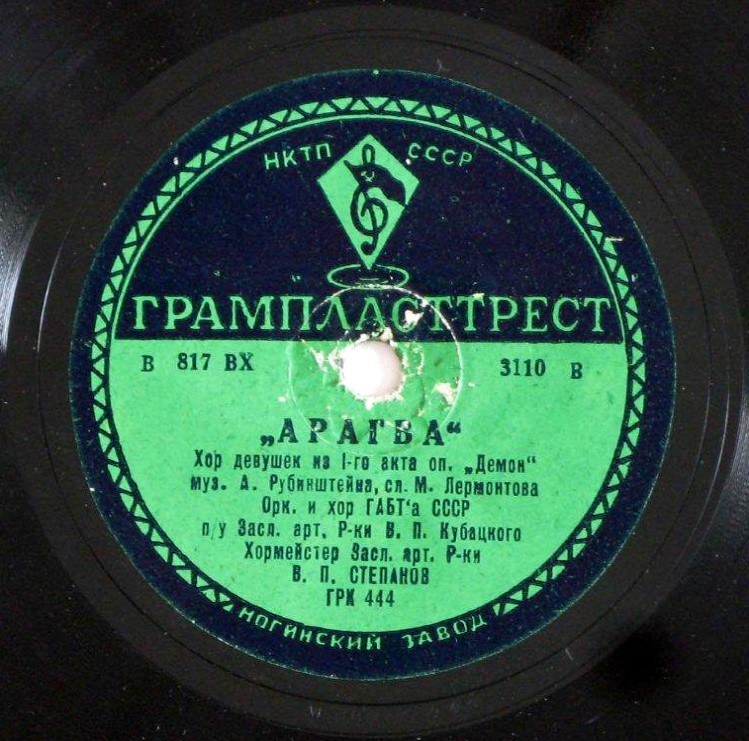 НКТП СССР
ГРАМПЛАСТТРЕСТ
В 817 ВХ 3110 В
„АРАГВА“
Хор девушек из I-го акта оп. „Демон“
муз. А. Рубинштейна, сл. М. Лермонтова
Орк. и хор ГАБТ‘а СССР
п/у Засл. арт. Р-ки В. П. Кубацкого
Хормейстер Засл. арт. Р-ки
В. П. СТЕПАНОВ
ГРК 444
НОГИНСКИЙ ЗАВОД